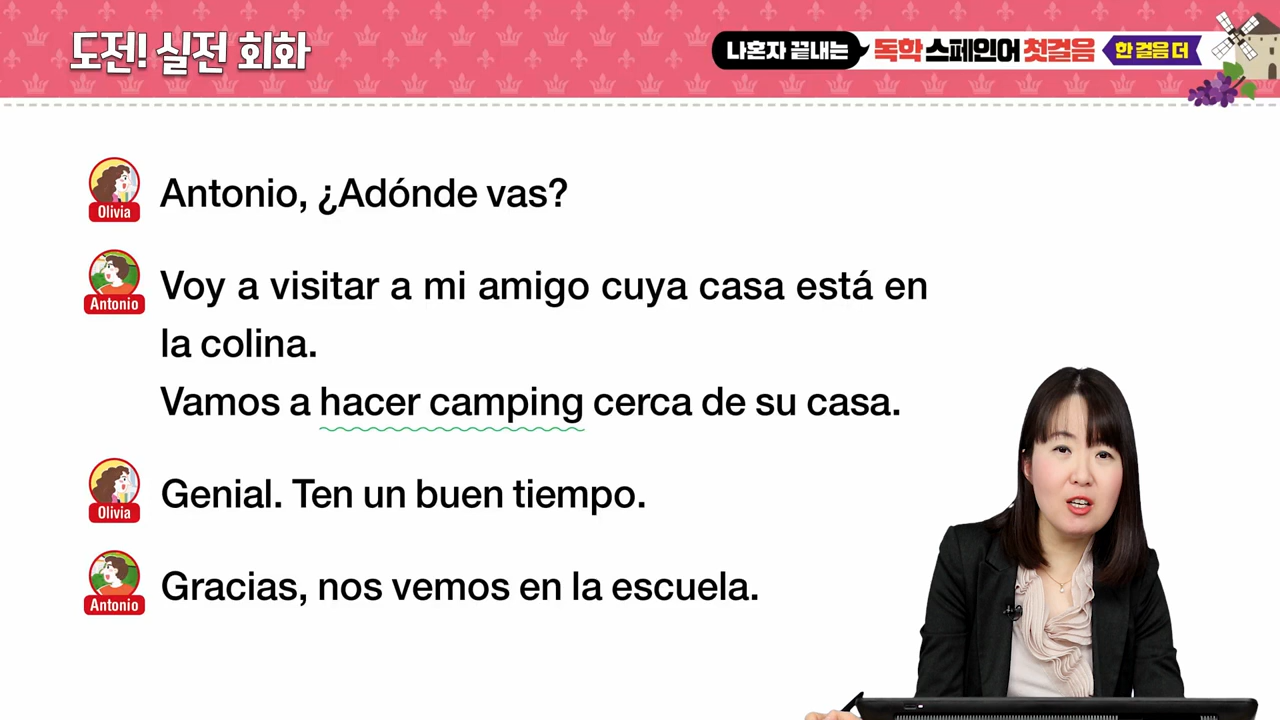 도전! 실전 회화
나혼자 끝내는 독학 스페인어 첫걸음 한 걸음 더
Olivia
Antonio, ¿Adónde vas?
Antonio
Voy a visitar a mi amigo cuya casa está en
la colina.
Vamos a hacer camping cerca de su casa.
Olivia
Genial. Ten un buen tiempo.
Antonio
Gracias, nos vemos en la escuela.